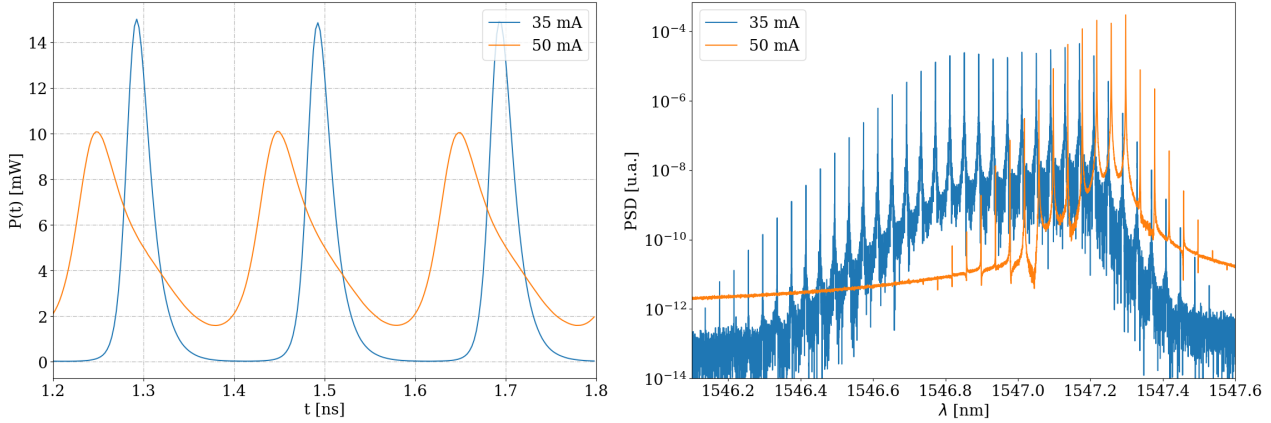 P(t) [mW]
14
12
10
8
6
4
2
0
35 mA
50 mA
1.2 1.3 1.4 1.5 1.6 1.7 1.8
t [ns]
PSD [u.a.]
10⁻⁴
10⁻⁶
10⁻⁸
10⁻¹⁰
10⁻¹²
10⁻¹⁴
35 mA
50 mA
1546.2 1546.4 1546.6 1546.8 1547.0 1547.2 1547.4 1547.6
λ [nm]